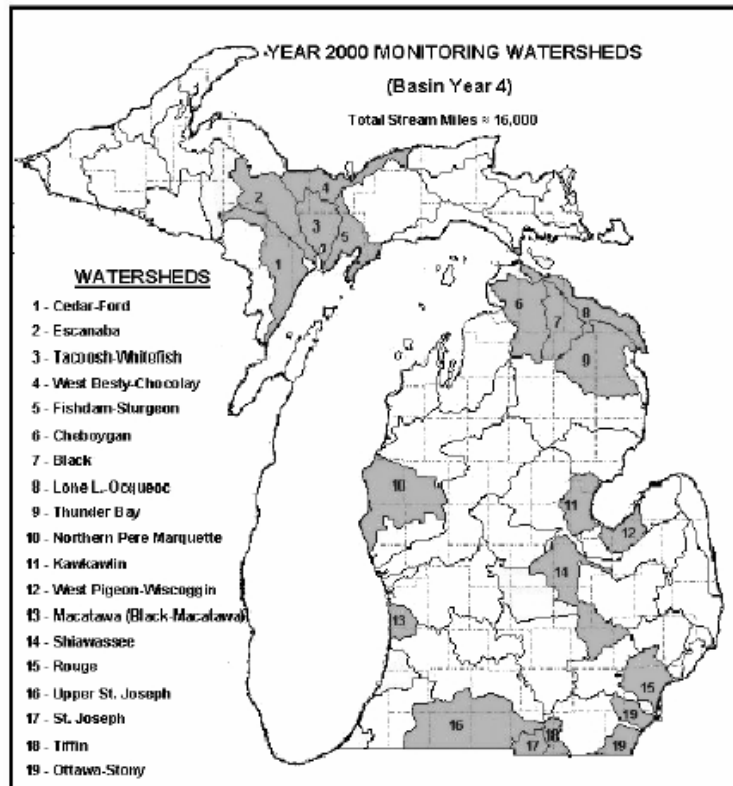 YEAR 2000 MONITORING WATERSHEDS
(Basin Year 4)
Total Stream Miles ≈ 16,000
WATERSHEDS
1 - Cedar-Ford
2 - Escanaba
3 - Tacoosh-Whitefish
4 - West Besty-Chocolay
5 - Fishdam-Sturgeon
6 - Cheboygan
7 - Black
8 - Lone L.-Ocqueoc
9 - Thunder Bay
10 - Northern Pere Marquette
11 - Kawkawlin
12 - West Pigeon-Wiscoggin
13 - Macatawa (Black-Macatawa)
14 - Shiawassee
15 - Rouge
16 - Upper St. Joseph
17 - St. Joseph
18 - Tiffin
19 - Ottawa-Stony
4
2
3
5
1
3
6
7
8
9
10
11
12
14
13
15
16
19
18
17
19